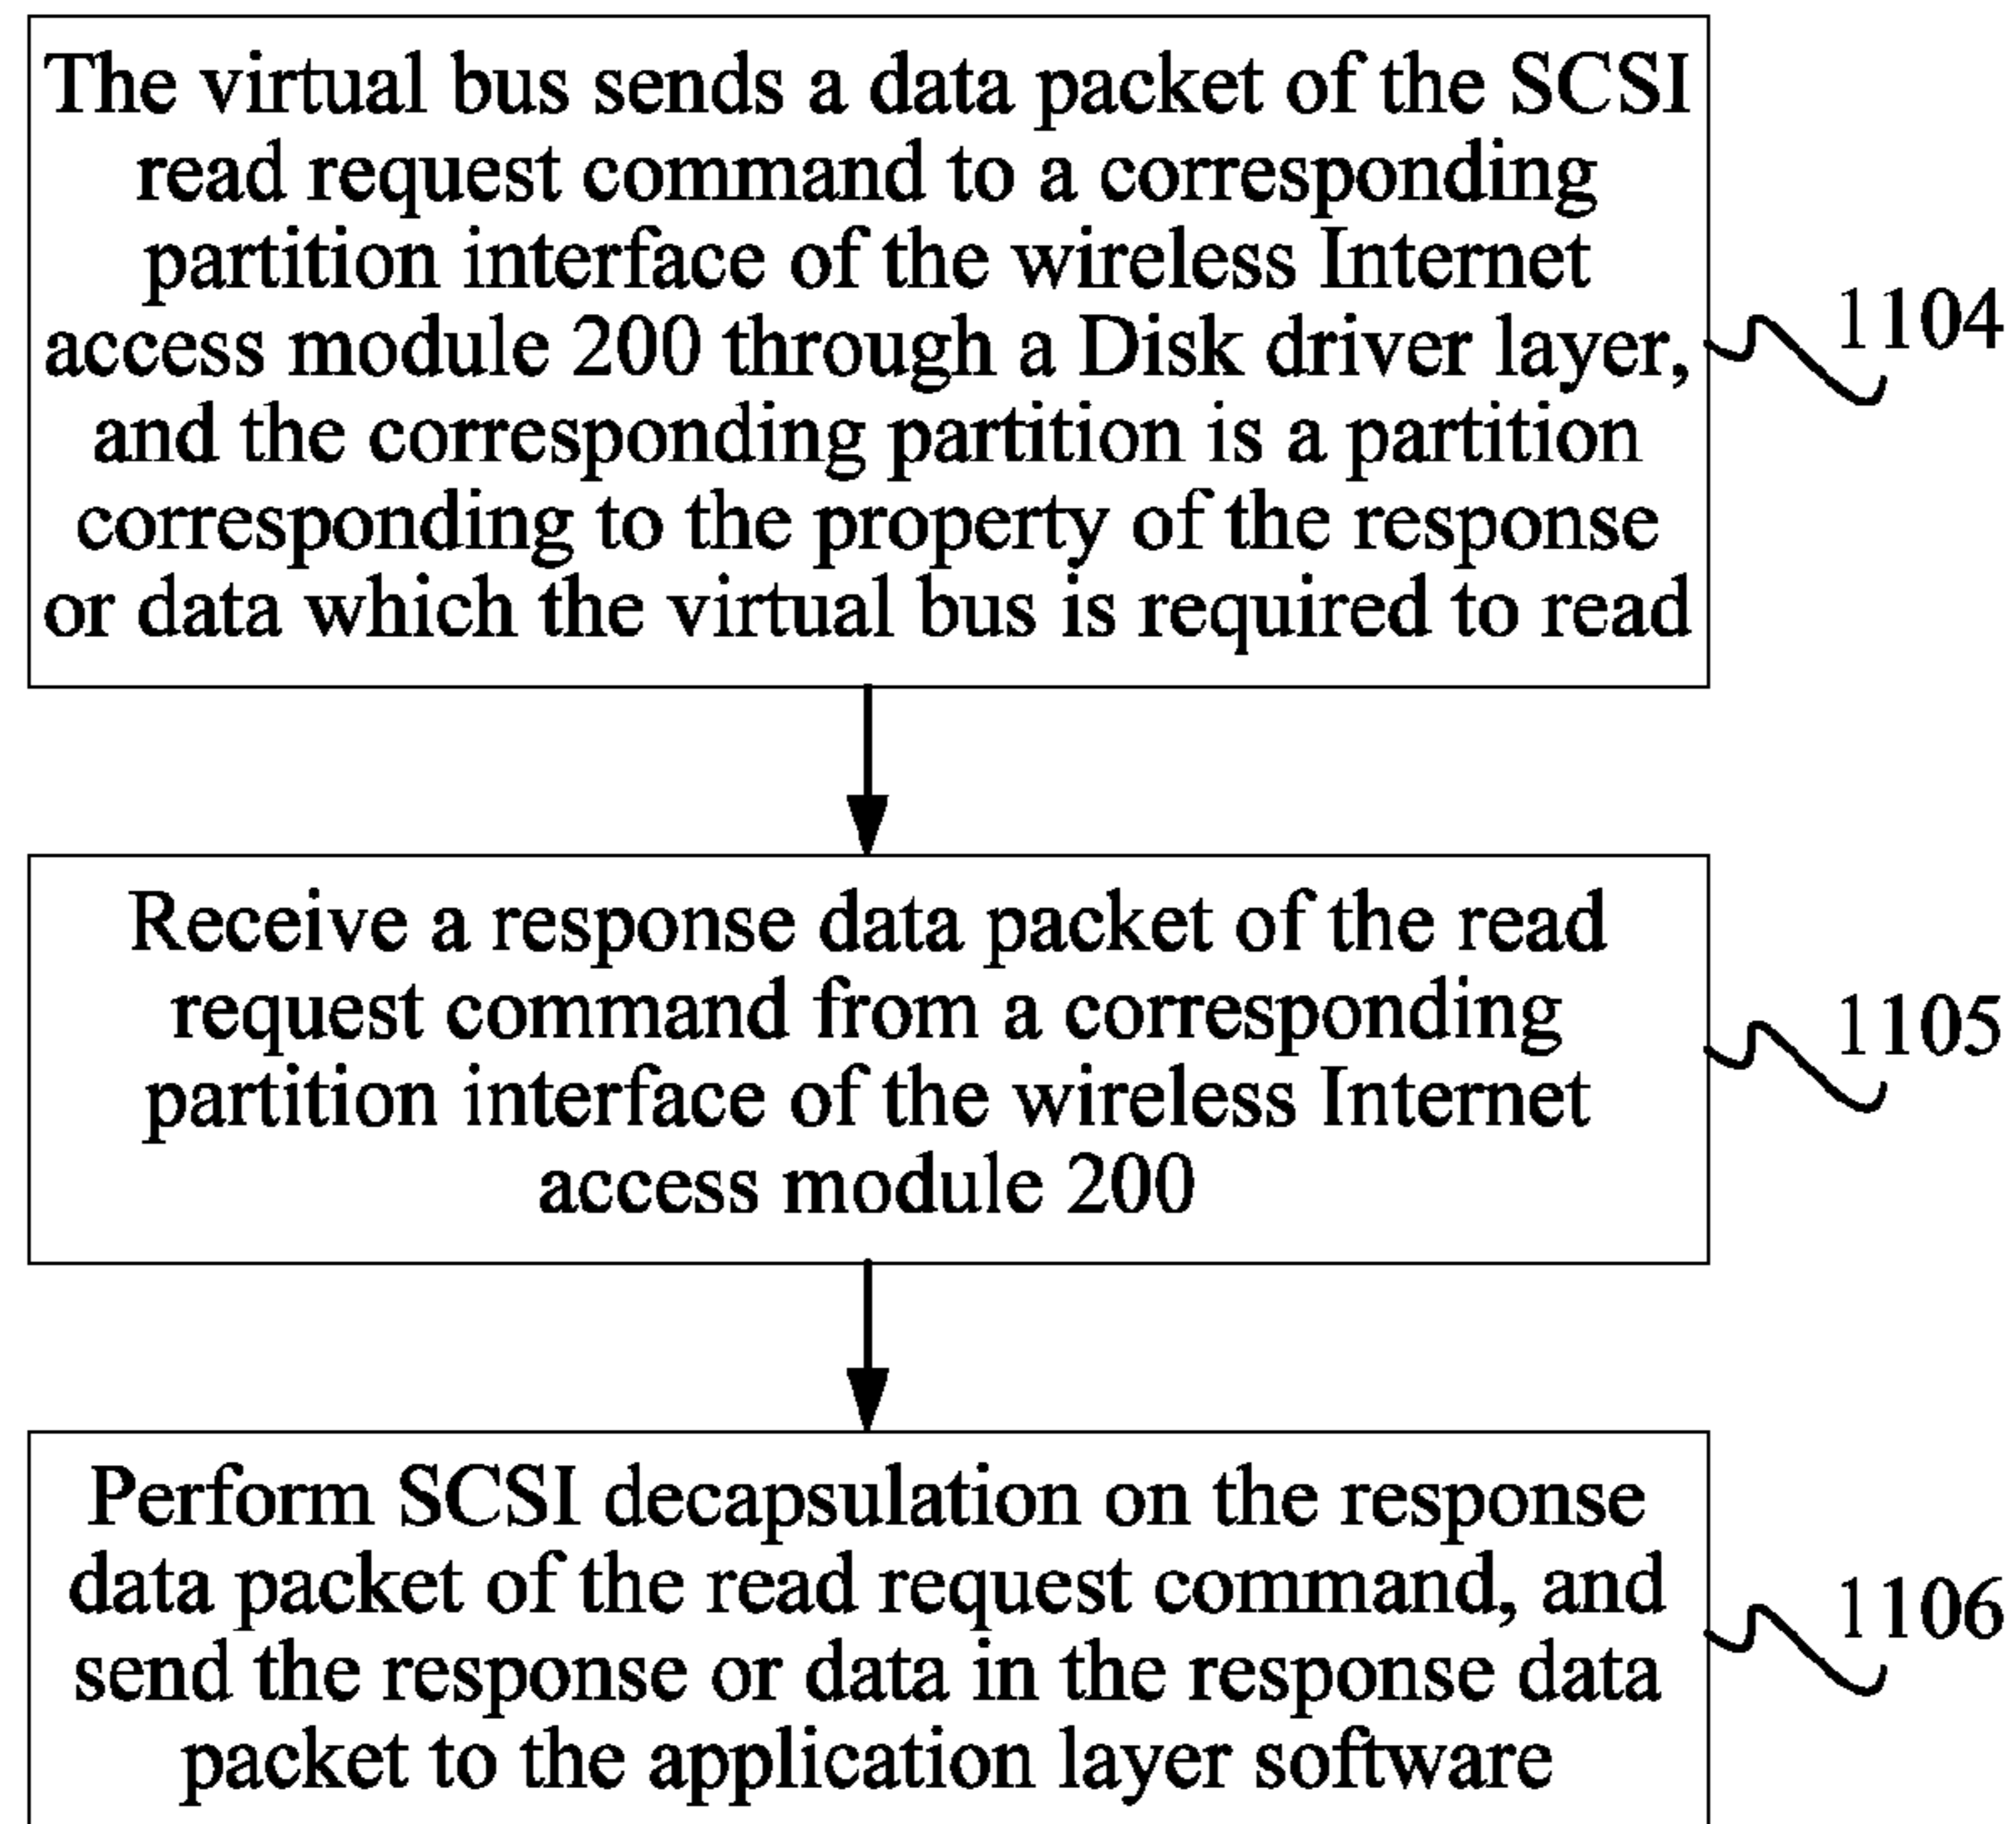 The virtual bus sends a data packet of the SCSI
read request command to a corresponding
partition interface of the wireless Internet
access module 200 through a Disk driver layer,
and the corresponding partition is a partition
corresponding to the property of the response
or data which the virtual bus is required to read
1104
Receive a response data packet of the read
request command from a corresponding
partition interface of the wireless Internet
access module 200
1105
Perform SCSI decapsulation on the response
data packet of the read request command, and
send the response or data in the response data
packet to the application layer software
1106